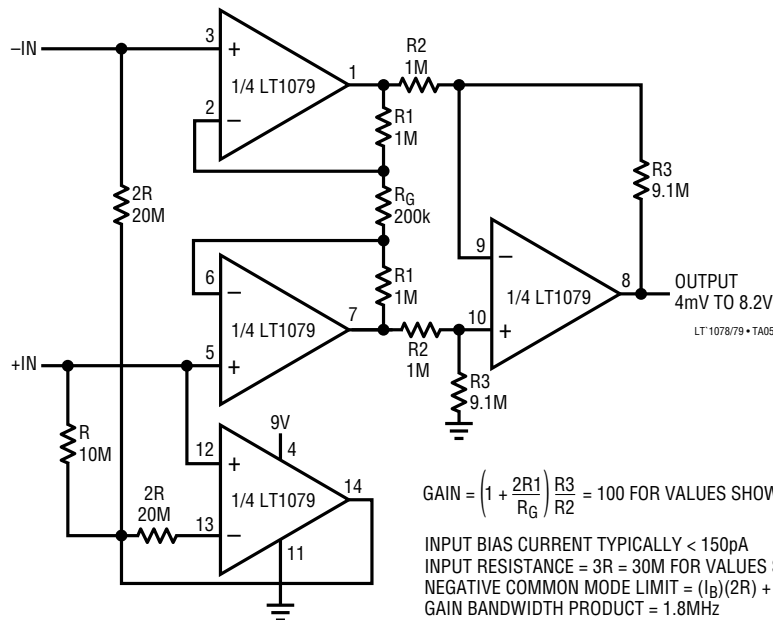 –IN
3
+
1/4 LT1079
2
–
1
R2
1M
R1
1M
2R
20M
RG
200k
R3
9.1M
6
–
1/4 LT1079
5
+
7
R1
1M
R2
1M
9
–
1/4 LT1079
10
+
8
OUTPUT
4mV TO 8.2V
LT1078/79 • TA05
R3
9.1M
+IN
R
10M
12
+
9V
4
1/4 LT1079
14
2R
20M
13
–
11
GAIN = (1 + 2R1/RG) R3/R2 = 100 FOR VALUES SHOW
INPUT BIAS CURRENT TYPICALLY < 150pA
INPUT RESISTANCE = 3R = 30M FOR VALUES
NEGATIVE COMMON MODE LIMIT = (IB)(2R) +
GAIN BANDWIDTH PRODUCT = 1.8MHz